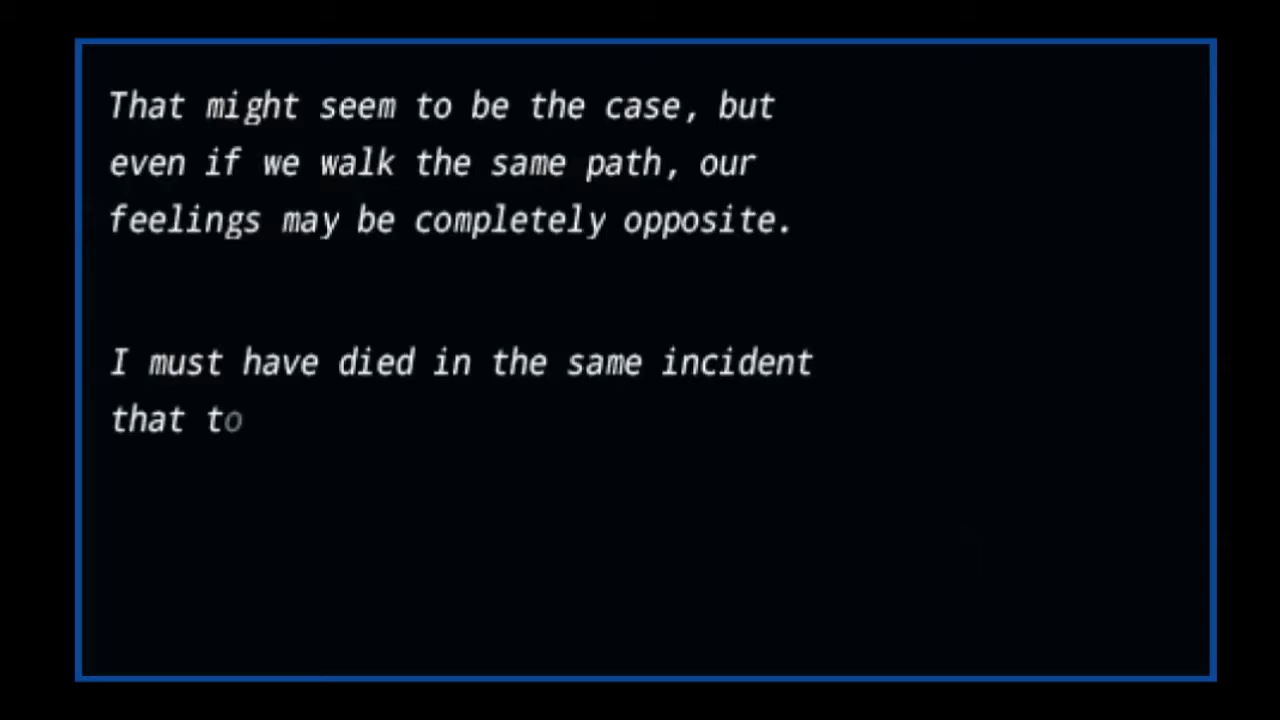 That might seem to be the case, but
even if we walk the same path, our
feelings may be completely opposite.
I must have died in the same incident
that to